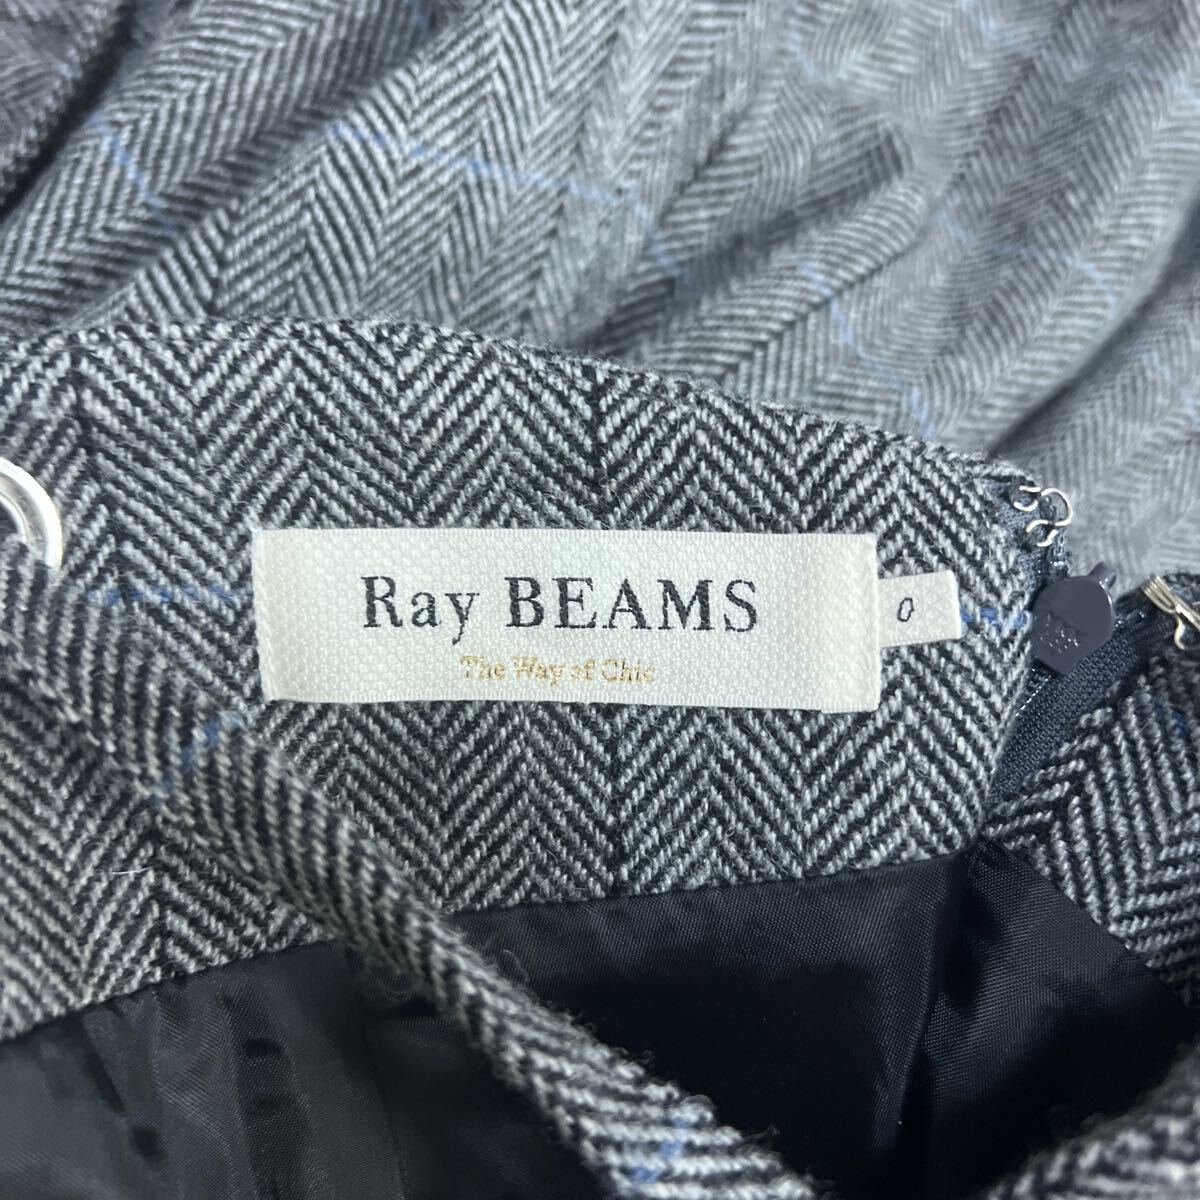 Ray BEAMS
The Way of Chic
0